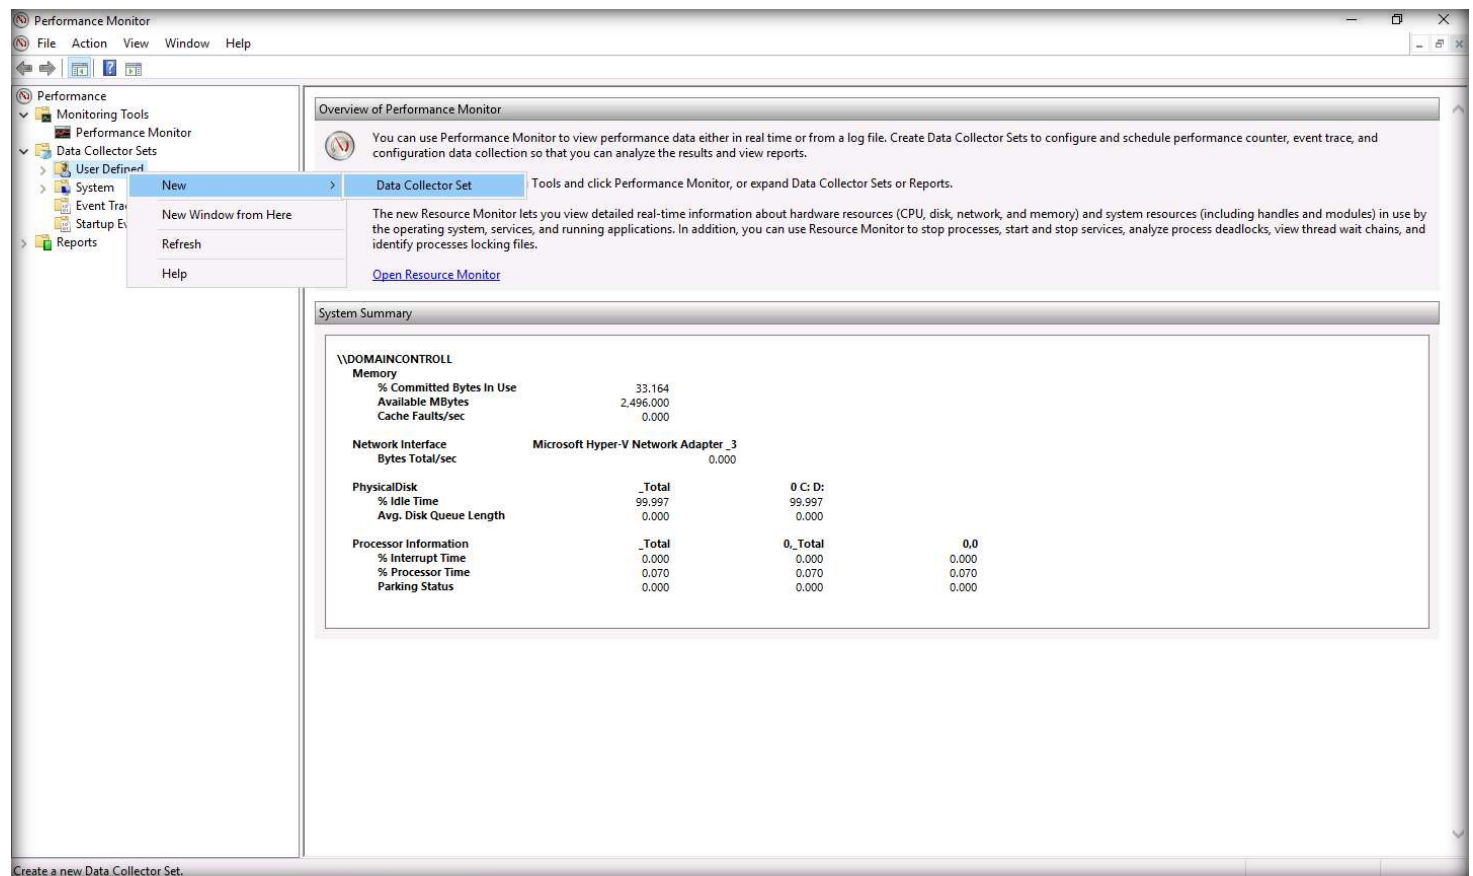 Performance Monitor
File Action View Window Help
Performance
Monitoring Tools
Performance Monitor
Data Collector Sets
User Defined
System
Event Tra
Startup Ev
Reports
New
New Window from Here
Refresh
Help
Data Collector Set
Overview of Performance Monitor
You can use Performance Monitor to view performance data either in real time or from a log file. Create Data Collector Sets to configure and schedule performance counter, event trace, and
configuration data collection so that you can analyze the results and view reports.
Tools and click Performance Monitor, or expand Data Collector Sets or Reports.
The new Resource Monitor lets you view detailed real-time information about hardware resources (CPU, disk, network, and memory) and system resources (including handles and modules) in use by
the operating system, services, and running applications. In addition, you can use Resource Monitor to stop processes, start and stop services, analyze process deadlocks, view thread wait chains, and
identify processes locking files.
Open Resource Monitor
System Summary
\\DOMAINCONTROLL
Memory
% Committed Bytes In Use 33.164
Available MBytes 2,496.000
Cache Faults/sec 0.000
Network Interface Microsoft Hyper-V Network Adapter _3
Bytes Total/sec 0.000
PhysicalDisk _Total 0 C: D:
% Idle Time 99.997 99.997
Avg. Disk Queue Length 0.000 0.000
Processor Information _Total 0,_Total 0,0
% Interrupt Time 0.000 0.000 0.000
% Processor Time 0.070 0.070 0.070
Parking Status 0.000 0.000 0.000
Create a new Data Collector Set.